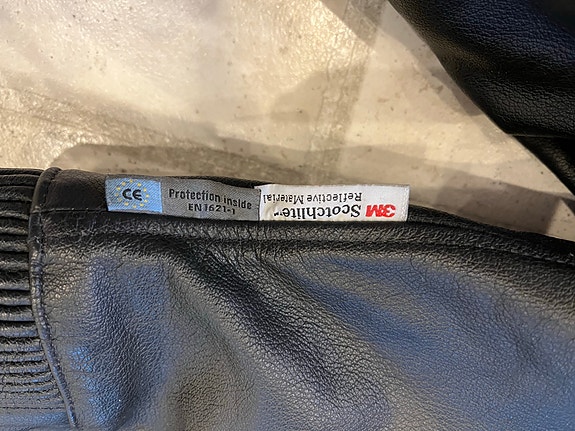 CE
Protection inside
EN 1621-1
3M Scotchlite
Reflective Material